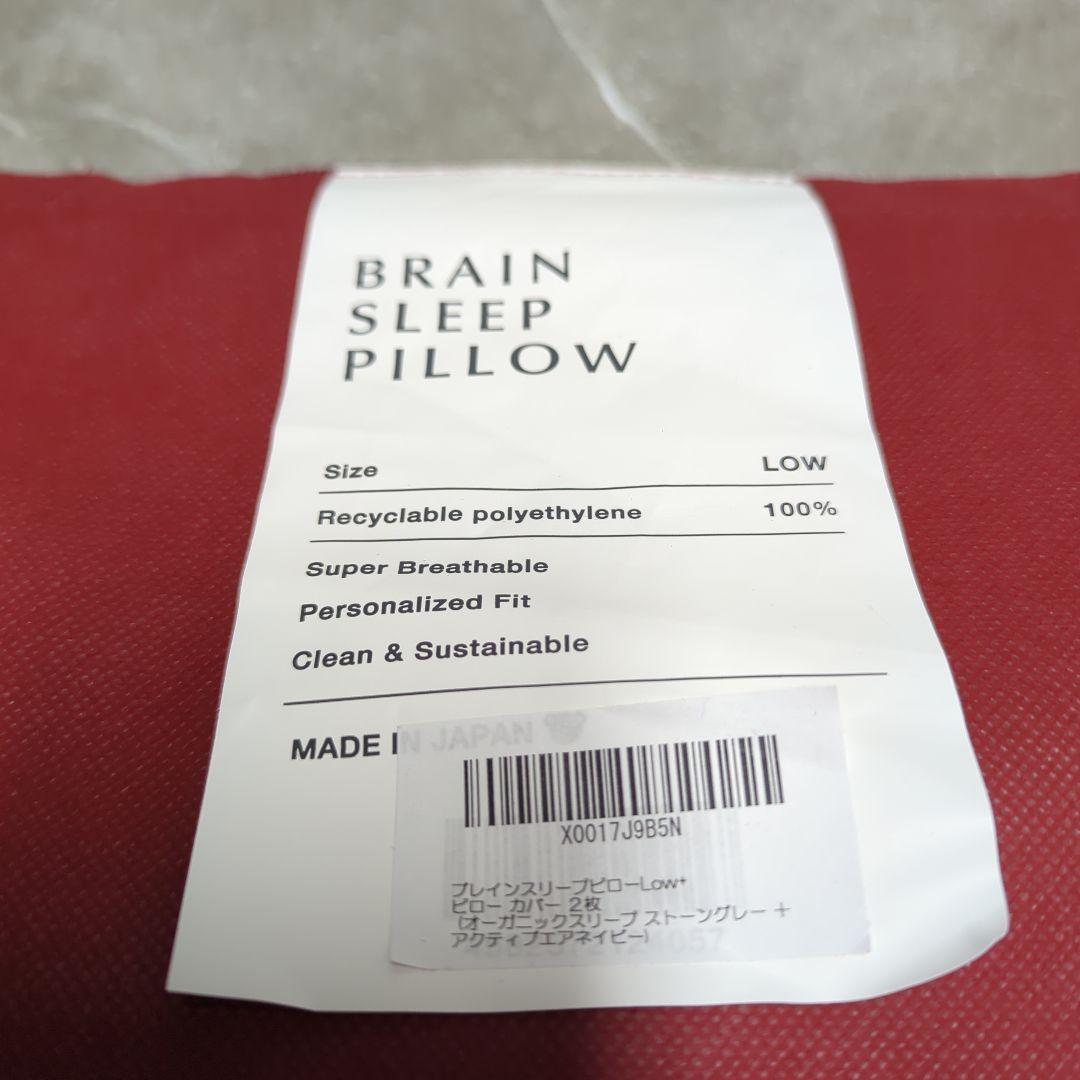 BRAIN
SLEEP
PILLOW
Size LOW
Recyclable polyethylene 100%
Super Breathable
Personalized Fit
Clean & Sustainable
MADE IN JAPAN
X0017J9B5N
ブレインスリープピローLow+
ピロー カバー 2枚
(オーガニックスリープ ストーングレー +
アクティブエアネイビー)